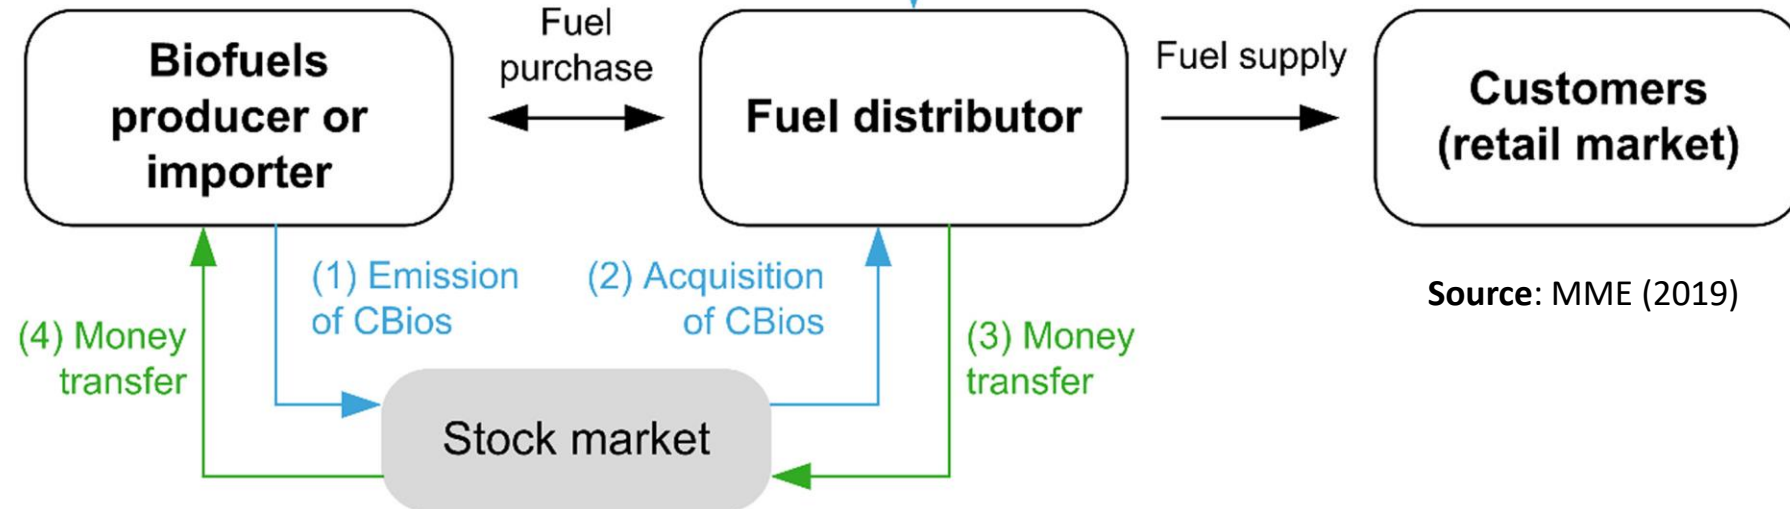 Biofuels
producer or
importer
Fuel
purchase
Fuel distributor
Fuel supply
Customers
(retail market)
(1) Emission
of CBios
(2) Acquisition
of CBios
Source: MME (2019)
(4) Money
transfer
(3) Money
transfer
Stock market